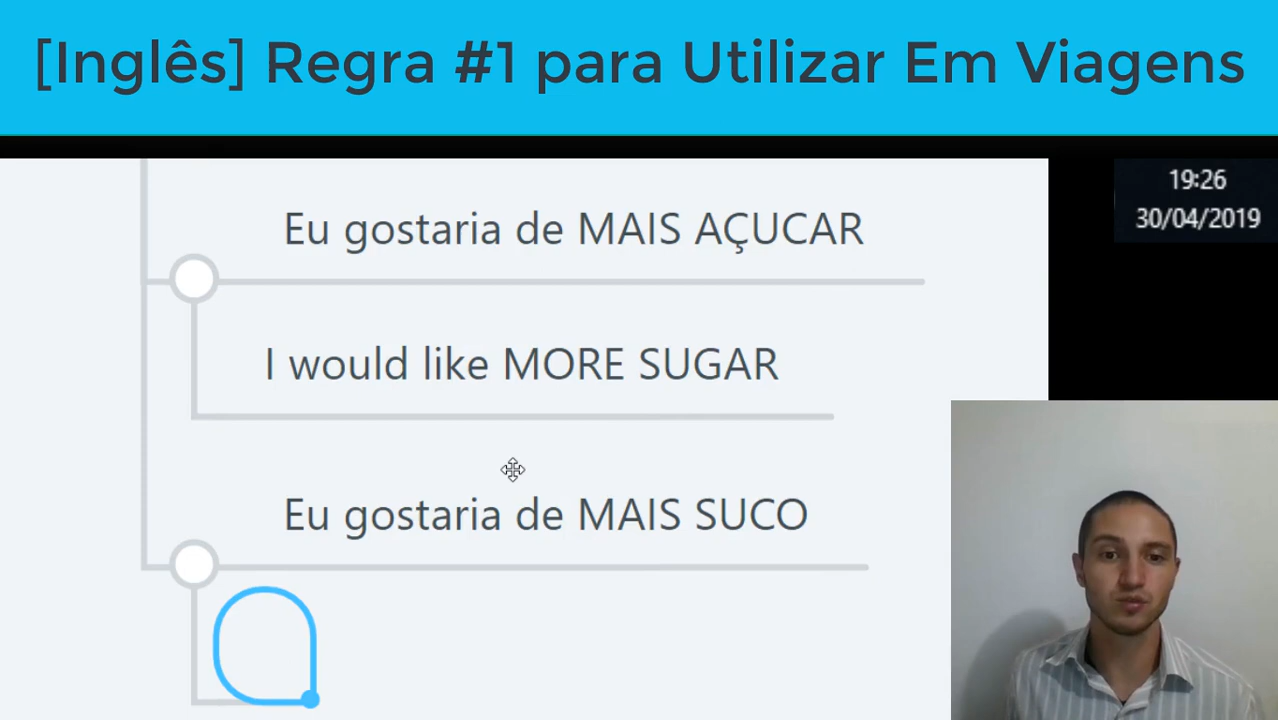 [Inglês] Regra #1 para Utilizar Em Viagens
19:26
30/04/2019
Eu gostaria de MAIS AÇUCAR
I would like MORE SUGAR
Eu gostaria de MAIS SUCO